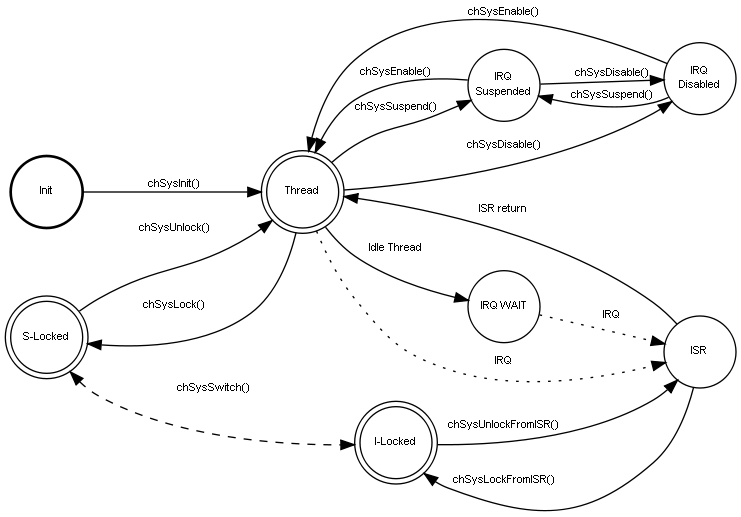 chSysEnable()
IRQ
Suspended
IRQ
Disabled
chSysEnable()
chSysDisable()
chSysSuspend()
chSysSuspend()
chSysDisable()
Init
chSysInit()
Thread
ISR return
chSysUnlock()
Idle Thread
chSysLock()
IRQ WAIT
IRQ
S-Locked
IRQ
ISR
chSysSwitch()
I-Locked
chSysUnlockFromISR()
chSysLockFromISR()